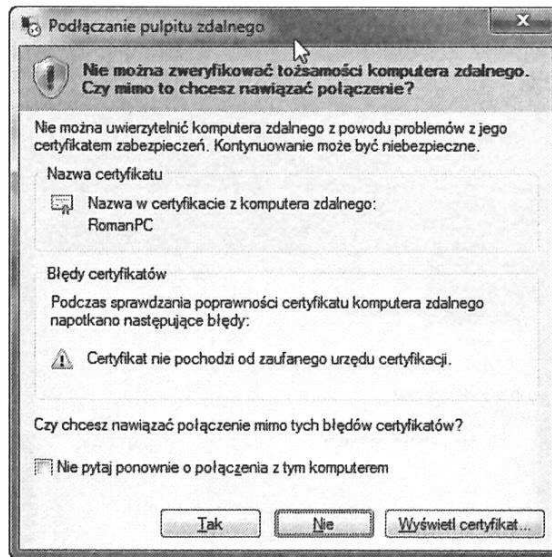 Podłączanie pulpitu zdalnego
Nie można zweryfikować tożsamości komputera zdalnego.
Czy mimo to chcesz nawiązać połączenie?
Nie można uwierzytelnić komputera zdalnego z powodu problemów z jego
certyfikatem zabezpieczeń. Kontynuowanie może być niebezpieczne.
Nazwa certyfikatu
Nazwa w certyfikacie z komputera zdalnego:
RomanPC
Błędy certyfikatów
Podczas sprawdzania poprawności certyfikatu komputera zdalnego
napotkano następujące błędy:
Certyfikat nie pochodzi od zaufanego urzędu certyfikacji.
Czy chcesz nawiązać połączenie mimo tych błędów certyfikatów?
Nie pytaj ponownie o połączenia z tym komputerem
Tak Nie Wyświetl certyfikat...